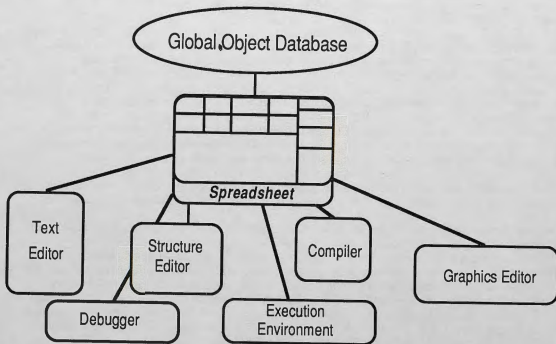 Global Object Database
Spreadsheet
Text
Editor
Structure
Editor
Compiler
Graphics Editor
Debugger
Execution
Environment